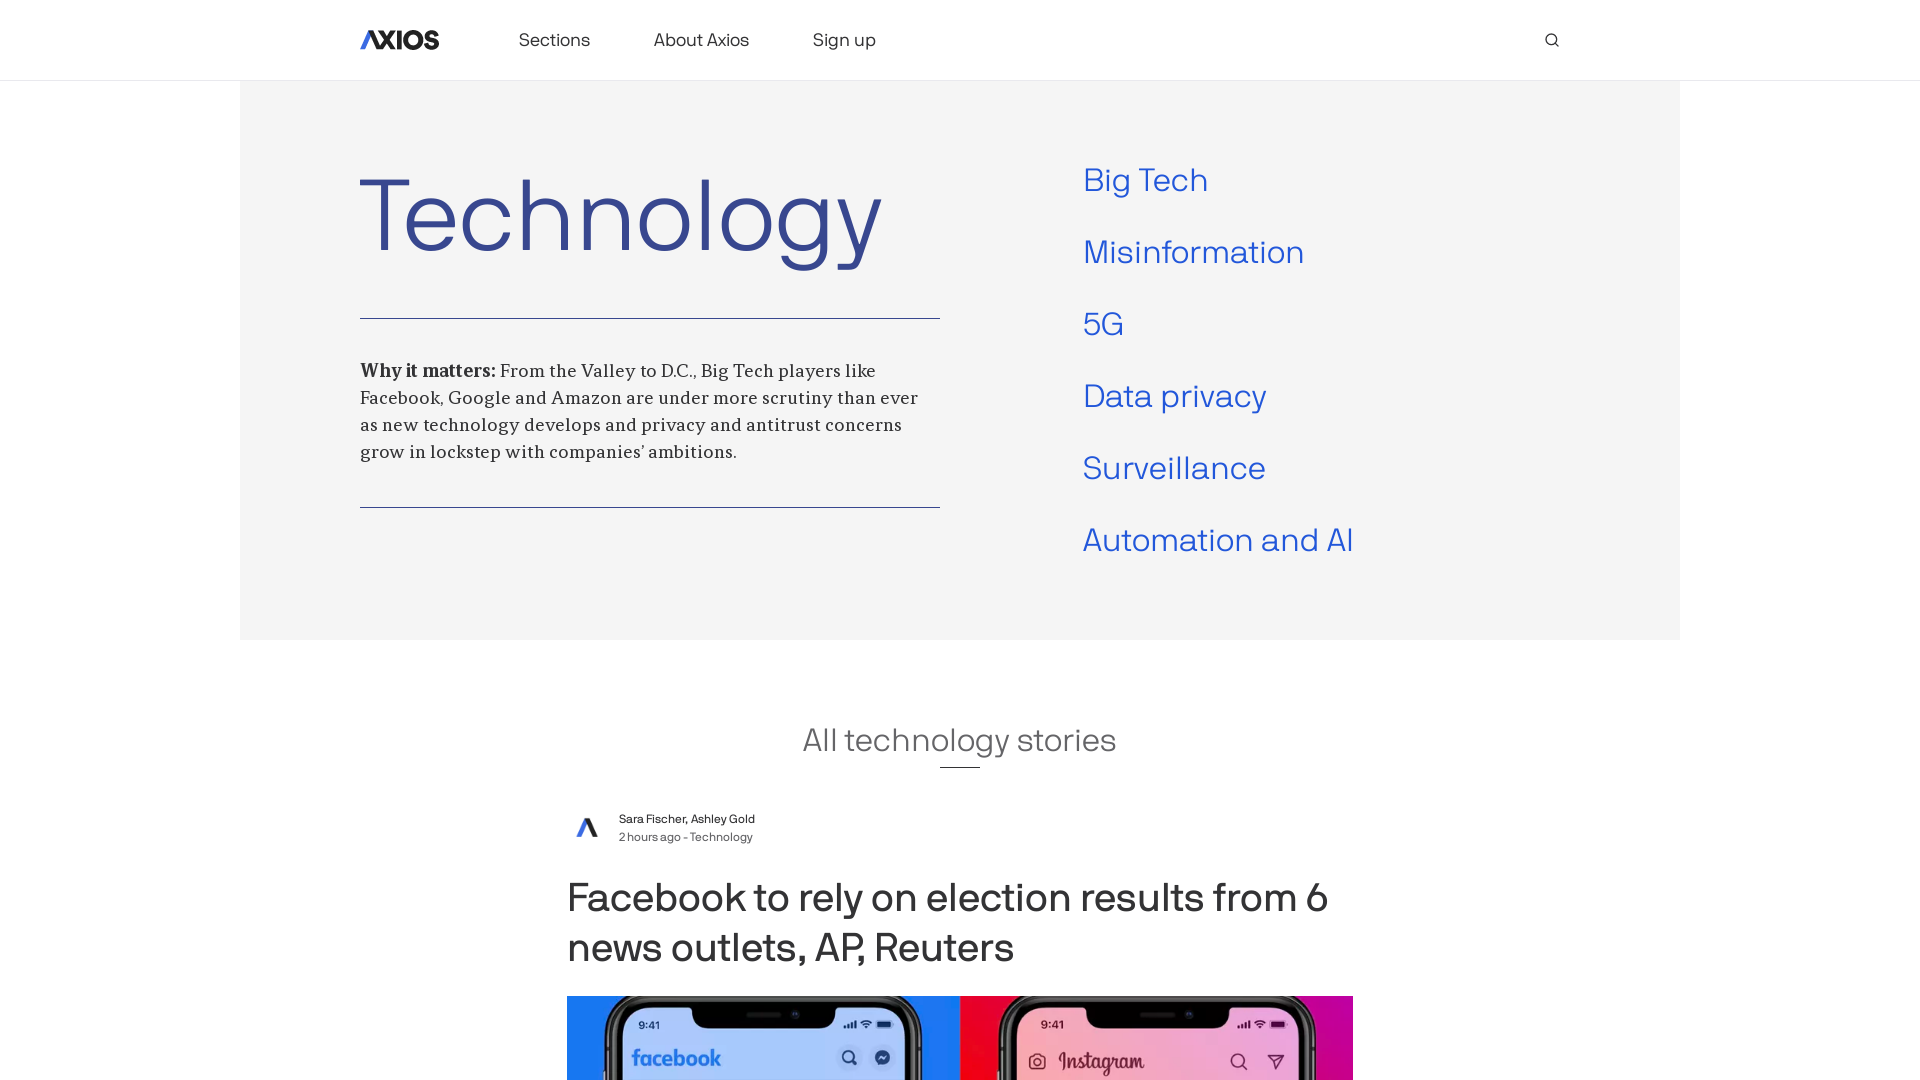 AXIOS
Sections
About Axios
Sign up
Technology
Why it matters: From the Valley to D.C., Big Tech players like
Facebook, Google and Amazon are under more scrutiny than ever
as new technology develops and privacy and antitrust concerns
grow in lockstep with companies’ ambitions.
Big Tech
Misinformation
5G
Data privacy
Surveillance
Automation and AI
All technology stories
Sara Fischer, Ashley Gold
2 hours ago - Technology
Facebook to rely on election results from 6
news outlets, AP, Reuters
9:41
facebook
9:41
Instagram